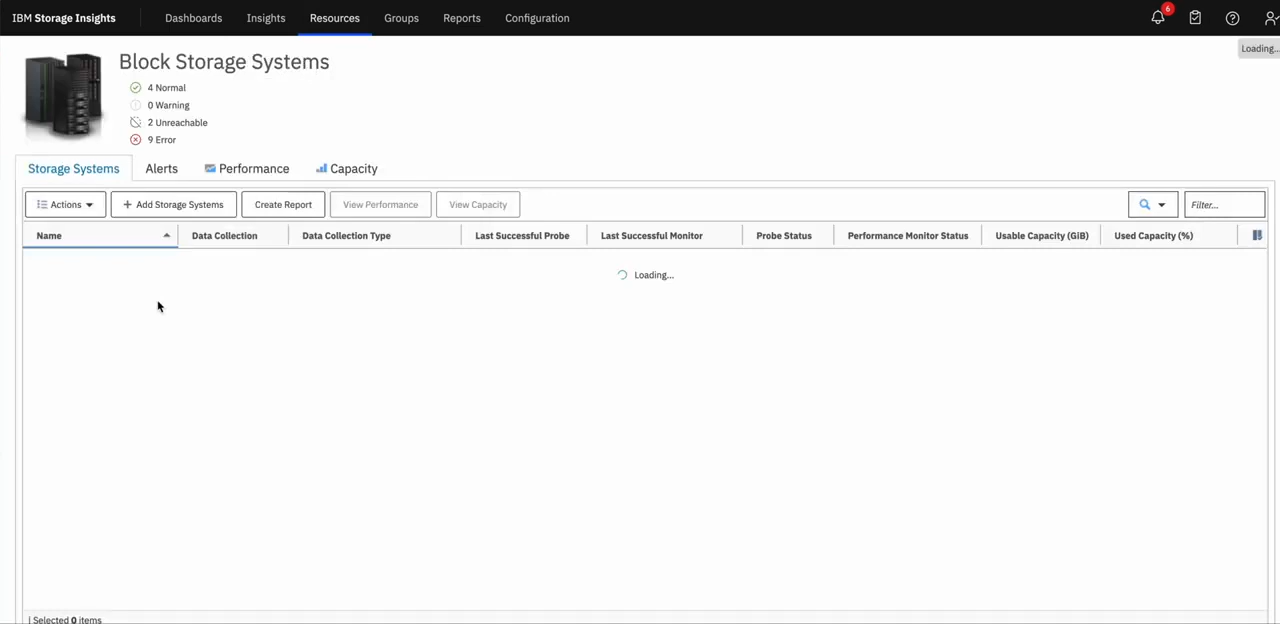 IBM Storage Insights Dashboards Insights Resources Groups Reports Configuration 6
Loading...
Block Storage Systems
4 Normal
0 Warning
2 Unreachable
9 Error
Storage Systems Alerts Performance Capacity
Actions + Add Storage Systems Create Report View Performance View Capacity Filter...
Name Data Collection Data Collection Type Last Successful Probe Last Successful Monitor Probe Status Performance Monitor Status Usable Capacity (GiB) Used Capacity (%)
Loading...
| Selected 0 items